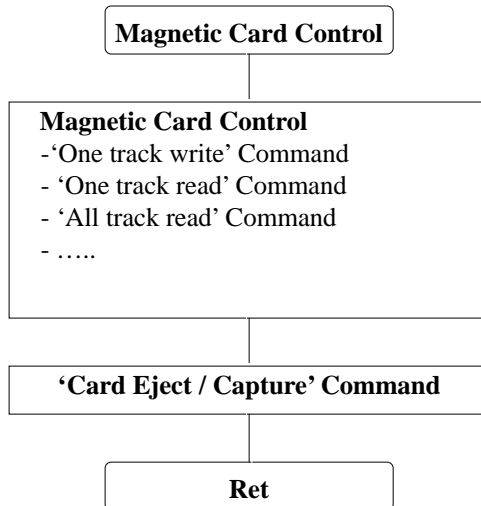 Magnetic Card Control
Magnetic Card Control
-‘One track write’ Command
- ‘One track read’ Command
- ‘All track read’ Command
- …..
‘Card Eject / Capture’ Command
Ret